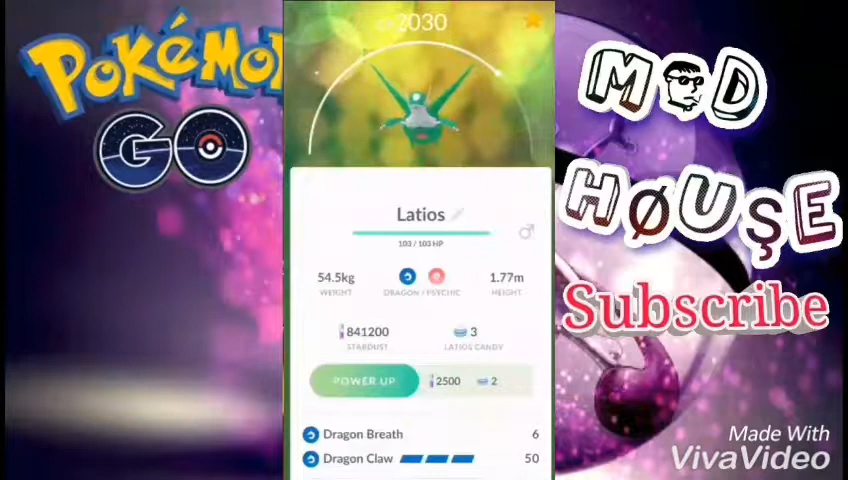 POKéMON
GO
2030
Latios
103 / 103 HP
54.5kg
WEIGHT
DRAGON / PSYCHIC
1.77m
HEIGHT
841200
STARDUST
3
LATIOS CANDY
POWER UP
2500
2
Dragon Breath
6
Dragon Claw
50
MD
HØUŞE
Subscribe
Made With
VivaVideo